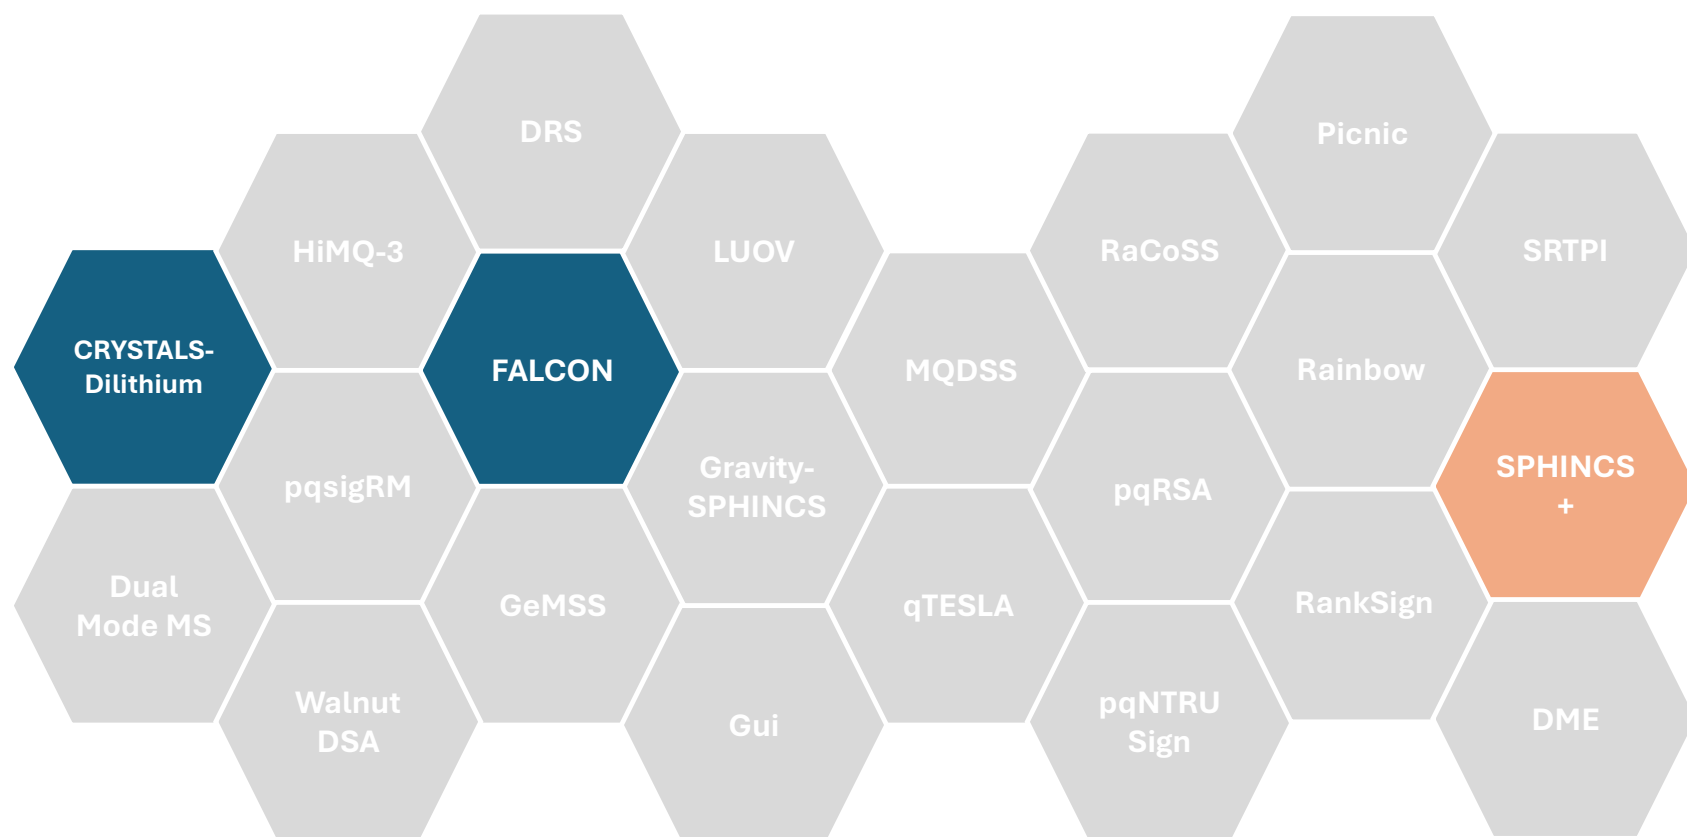 DRS
Picnic
HiMQ-3
LUOV
RaCoSS
SRTPI
CRYSTALS-
Dilithium
FALCON
MQDSS
Rainbow
pqsigRM
Gravity-
SPHINCS
pqRSA
SPHINCS
+
Dual
Mode MS
GeMSS
qTESLA
RankSign
Walnut
DSA
Gui
pqNTRU
Sign
DME